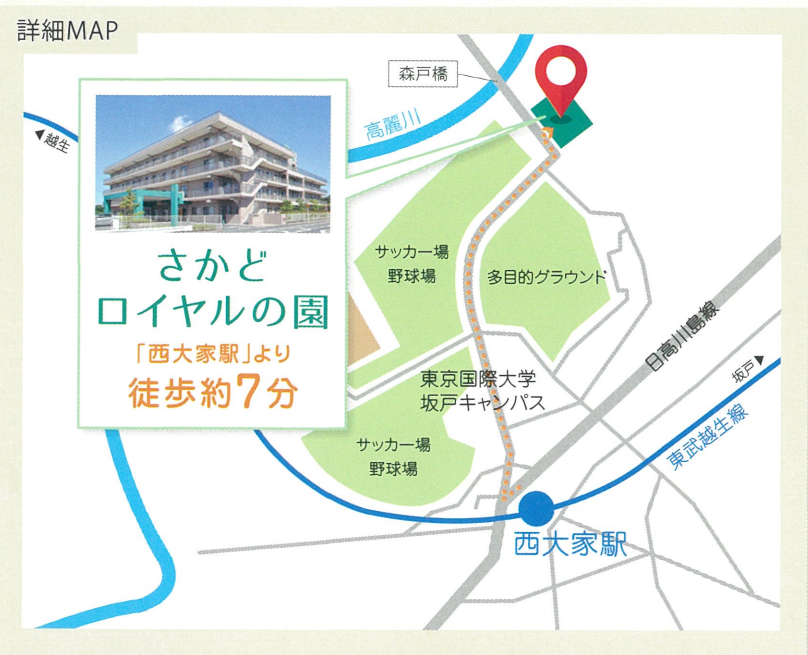 詳細MAP
森戸橋
高麗川
◀越生
さかど
ロイヤルの園
「西大家駅」より
徒歩約7分
サッカー場
野球場
多目的グラウンド
日高川島線
坂戸▶
東京国際大学
坂戸キャンパス
東武越生線
サッカー場
野球場
西大家駅